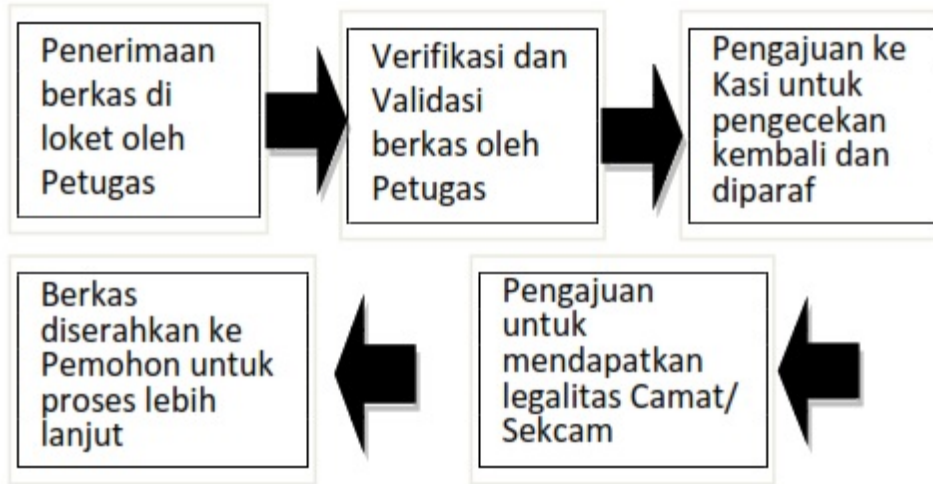 Penerimaan
berkas di
loket oleh
Petugas
Verifikasi dan
Validasi
berkas oleh
Petugas
Pengajuan ke
Kasi untuk
pengecekan
kembali dan
diparaf
Pengajuan
untuk
mendapatkan
legalitas Camat/
Sekcam
Berkas
diserahkan ke
Pemohon untuk
proses lebih
lanjut